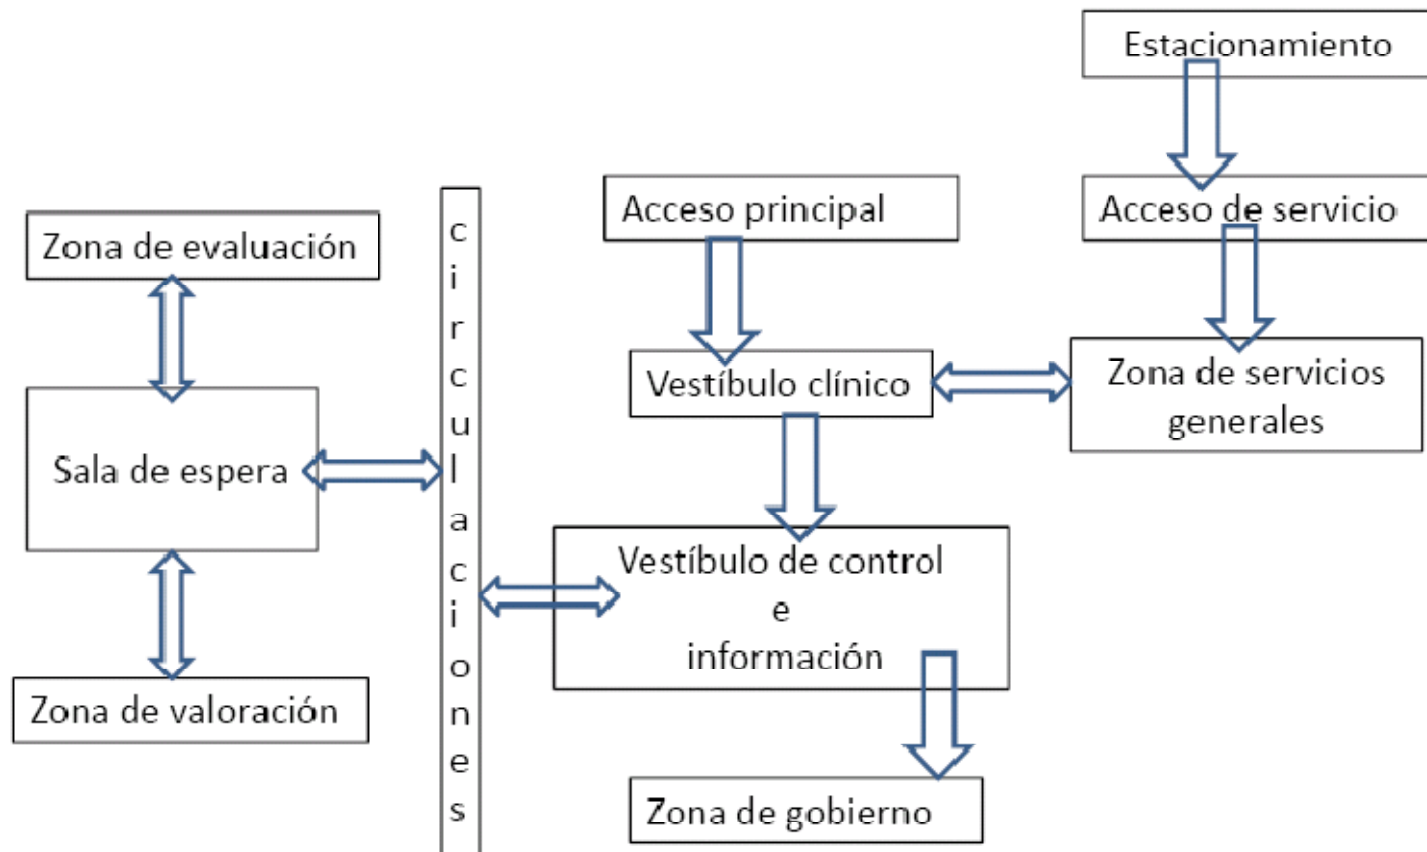 Estacionamiento
Acceso principal
Acceso de servicio
Zona de evaluación
circulaciones
Vestíbulo clínico
Zona de servicios
generales
Sala de espera
Vestíbulo de control
e
información
Zona de valoración
Zona de gobierno